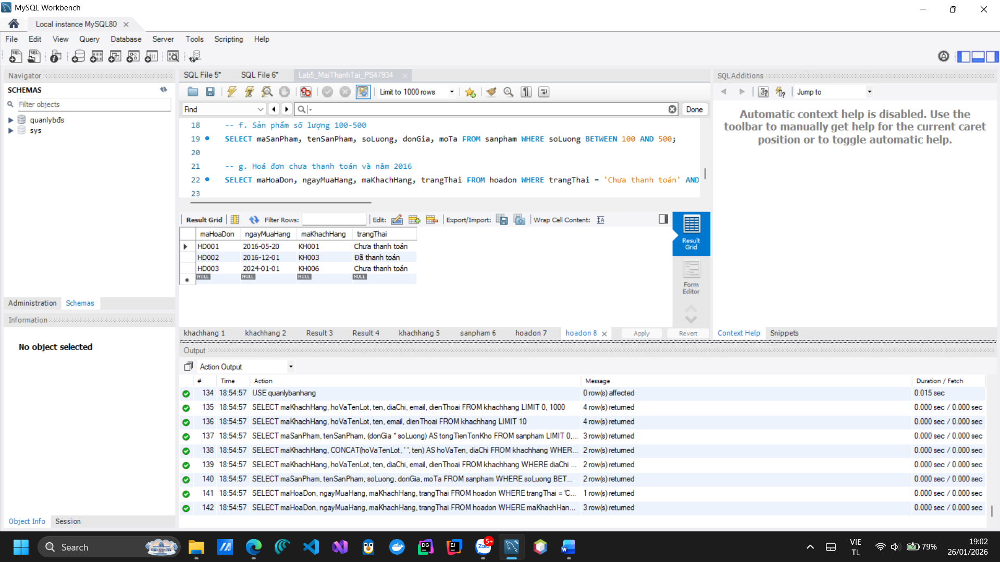 MySQL Workbench
Local instance MySQL80
File Edit View Query Database Server Tools Scripting Help
Navigator
SCHEMAS
Filter objects
quanlybđs
sys
Administration Schemas
Information
No object selected
Object Info Session
SQL File 5* SQL File 6* Lab5_MaiThanhTai_PS47934
Limit to 1000 rows
Find Done
18 -- f. Sản phẩm số lượng 100-500
19 SELECT maSanPham, tenSanPham, soLuong, donGia, moTa FROM sanpham WHERE soLuong BETWEEN 100 AND 500;
20
21 -- g. Hoá đơn chưa thanh toán và năm 2016
22 SELECT maHoaDon, ngayMuaHang, maKhachHang, trangThai FROM hoadon WHERE trangThai = 'Chưa thanh toán' AND
23
Result Grid Filter Rows: Edit: Export/Import: Wrap Cell Content:
maHoaDon ngayMuaHang maKhachHang trangThai
HD001 2016-05-20 KH001 Chưa thanh toán
HD002 2016-12-01 KH003 Đã thanh toán
HD003 2024-01-01 KH006 Chưa thanh toán
NULL NULL NULL NULL
Result Grid
Form Editor
khachhang 1 khachhang 2 Result 3 Result 4 khachhang 5 sanpham 6 hoadon 7 hoadon 8 Apply Revert
SQLAdditions
Jump to
Automatic context help is disabled. Use the
toolbar to manually get help for the current caret
position or to toggle automatic help.
Context Help Snippets
Output
Action Output
# Time Action Message Duration / Fetch
134 18:54:57 USE quanlybanhang 0 row(s) affected 0.015 sec
135 18:54:57 SELECT maKhachHang, hoVaTenLot, ten, diaChi, email, dienThoai FROM khachhang LIMIT 0, 1000 4 row(s) returned 0.000 sec / 0.000 sec
136 18:54:57 SELECT maKhachHang, hoVaTenLot, ten, email, dienThoai FROM khachhang LIMIT 10 4 row(s) returned 0.000 sec / 0.000 sec
137 18:54:57 SELECT maSanPham, tenSanPham, (donGia * soLuong) AS tongTienTonKho FROM sanpham LIMIT 0,... 3 row(s) returned 0.000 sec / 0.000 sec
138 18:54:57 SELECT maKhachHang, CONCAT(hoVaTenLot, ' ', ten) AS hoVaTen, diaChi FROM khachhang WHER... 2 row(s) returned 0.000 sec / 0.000 sec
139 18:54:57 SELECT maKhachHang, hoVaTenLot, ten, diaChi, email, dienThoai FROM khachhang WHERE diaChi ... 2 row(s) returned 0.000 sec / 0.000 sec
140 18:54:57 SELECT maSanPham, tenSanPham, soLuong, donGia, moTa FROM sanpham WHERE soLuong BET... 2 row(s) returned 0.000 sec / 0.000 sec
141 18:54:57 SELECT maHoaDon, ngayMuaHang, maKhachHang, trangThai FROM hoadon WHERE trangThai = 'C... 1 row(s) returned 0.000 sec / 0.000 sec
142 18:54:57 SELECT maHoaDon, ngayMuaHang, maKhachHang, trangThai FROM hoadon WHERE maKhachHan... 3 row(s) returned 0.000 sec / 0.000 sec
Search
DG
IJ
Zalo 5+
W
VIE
TL
79%
19:02
26/01/2026